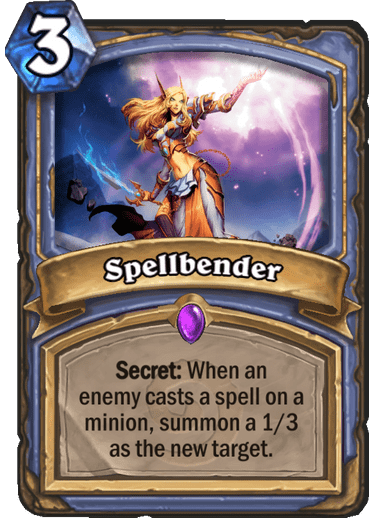 3
Spellbender
Secret: When an
enemy casts a spell on a
minion, summon a 1/3
as the new target.